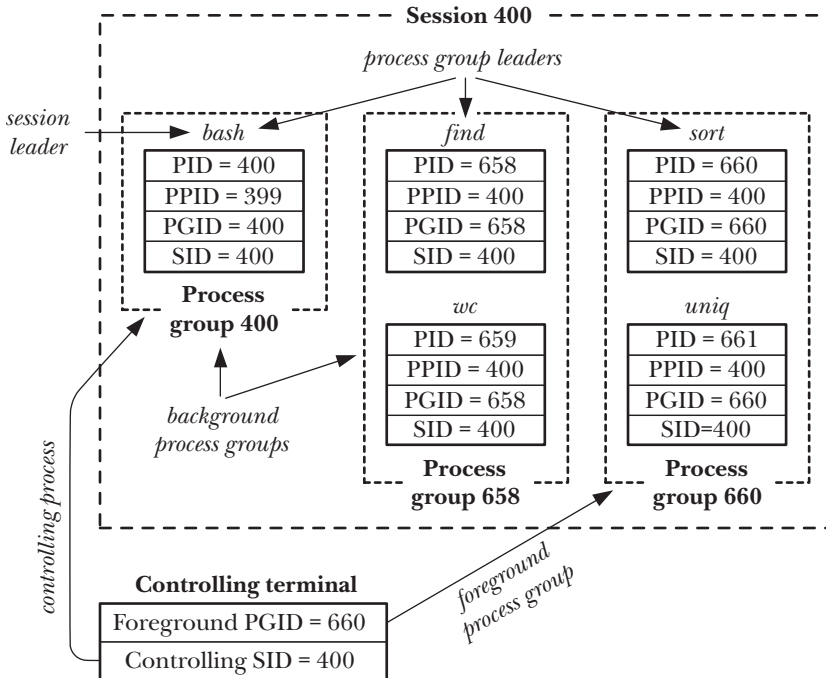 Session 400
process group leaders
session
leader
bash
PID = 400
PPID = 399
PGID = 400
SID = 400
Process
group 400
find
PID = 658
PPID = 400
PGID = 658
SID = 400
wc
PID = 659
PPID = 400
PGID = 658
SID = 400
Process
group 658
sort
PID = 660
PPID = 400
PGID = 660
SID = 400
uniq
PID = 661
PPID = 400
PGID = 660
SID=400
Process
group 660
background
process groups
controlling process
foreground
process group
Controlling terminal
Foreground PGID = 660
Controlling SID = 400